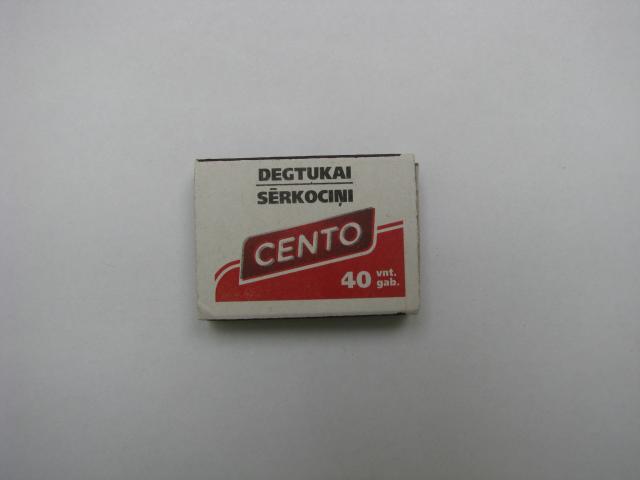 DEGTUKAI
SĒRKOCIŅI
CENTO
40 vnt.
gab.